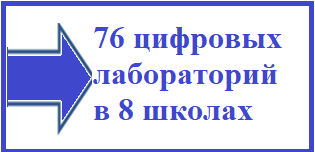 76 цифровых
лабораторий
в 8 школах